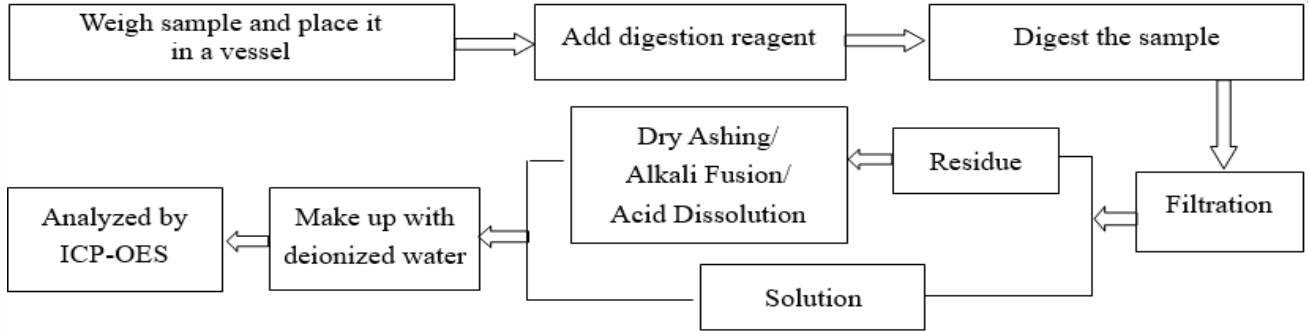 Weigh sample and place it
in a vessel
Add digestion reagent
Digest the sample
Filtration
Residue
Dry Ashing/
Alkali Fusion/
Acid Dissolution
Solution
Make up with
deionized water
Analyzed by
ICP-OES